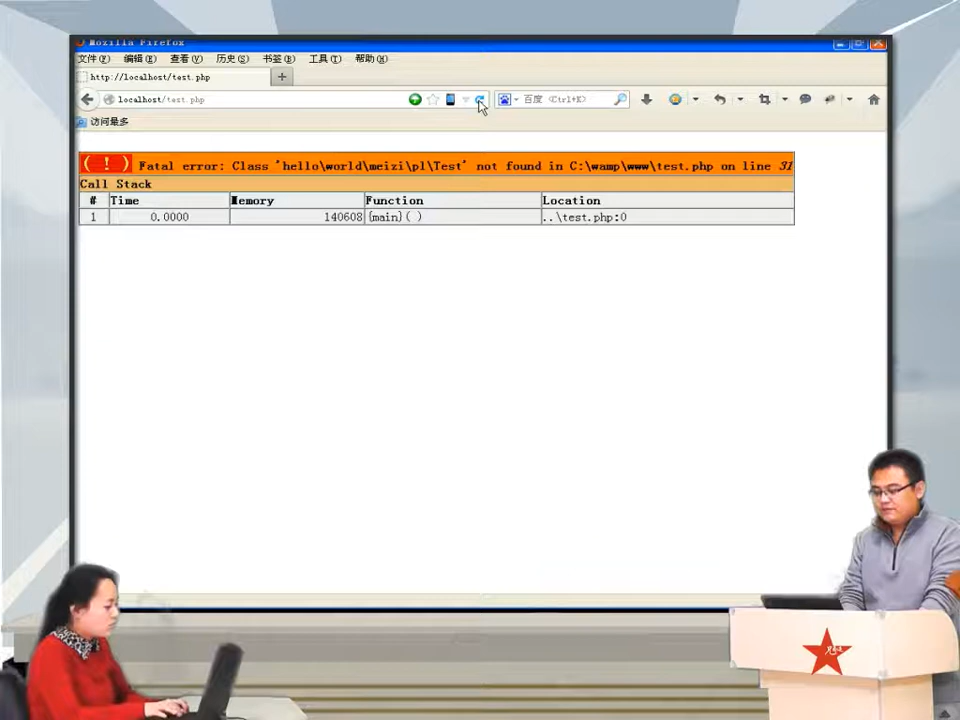 Mozilla Firefox
文件(F) 编辑(E) 查看(V) 历史(S) 书签(B) 工具(T) 帮助(H)
http://localhost/test.php +
localhost/test.php 百度 <Ctrl+K>
访问最多
( ! ) Fatal error: Class 'hello\world\meizi\pl\Test' not found in C:\wamp\www\test.php on line 31
Call Stack
# Time Memory Function Location
1 0.0000 140608 {main}( ) ..\test.php:0